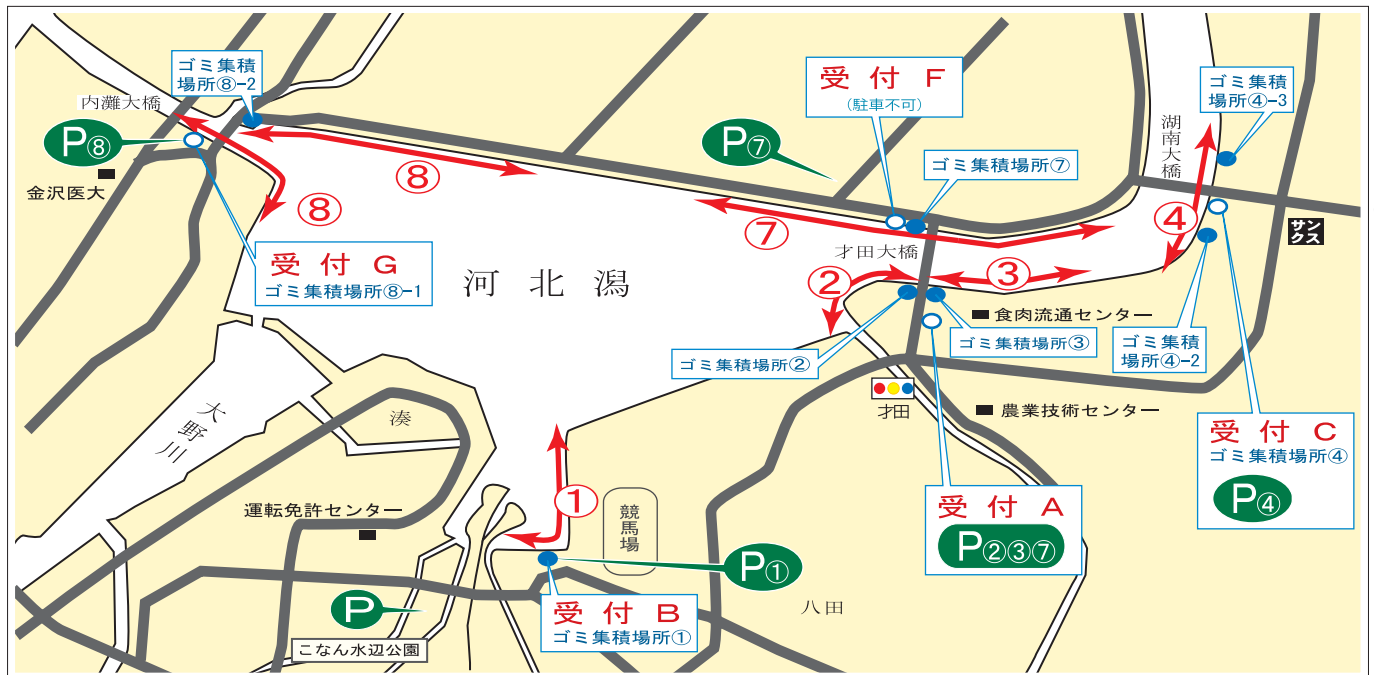 ゴミ集積
場所⑧-2
内灘大橋
P⑧
金沢医大
⑧
⑧
受付 G
ゴミ集積場所⑧-1
河北潟
受付 F
(駐車不可)
P⑦
ゴミ集積場所⑦
⑦
才田大橋
湖南大橋
ゴミ集積
場所④-3
④
サン
クス
②
③
食肉流通センター
ゴミ集積場所②
ゴミ集積場所③
ゴミ集積
場所④-2
才田
農業技術センター
受付 C
ゴミ集積場所④
P④
受付 A
P②③⑦
大野川
湊
運転免許センター
①
競馬場
P①
受付 B
ゴミ集積場所①
八田
P
こなん水辺公園